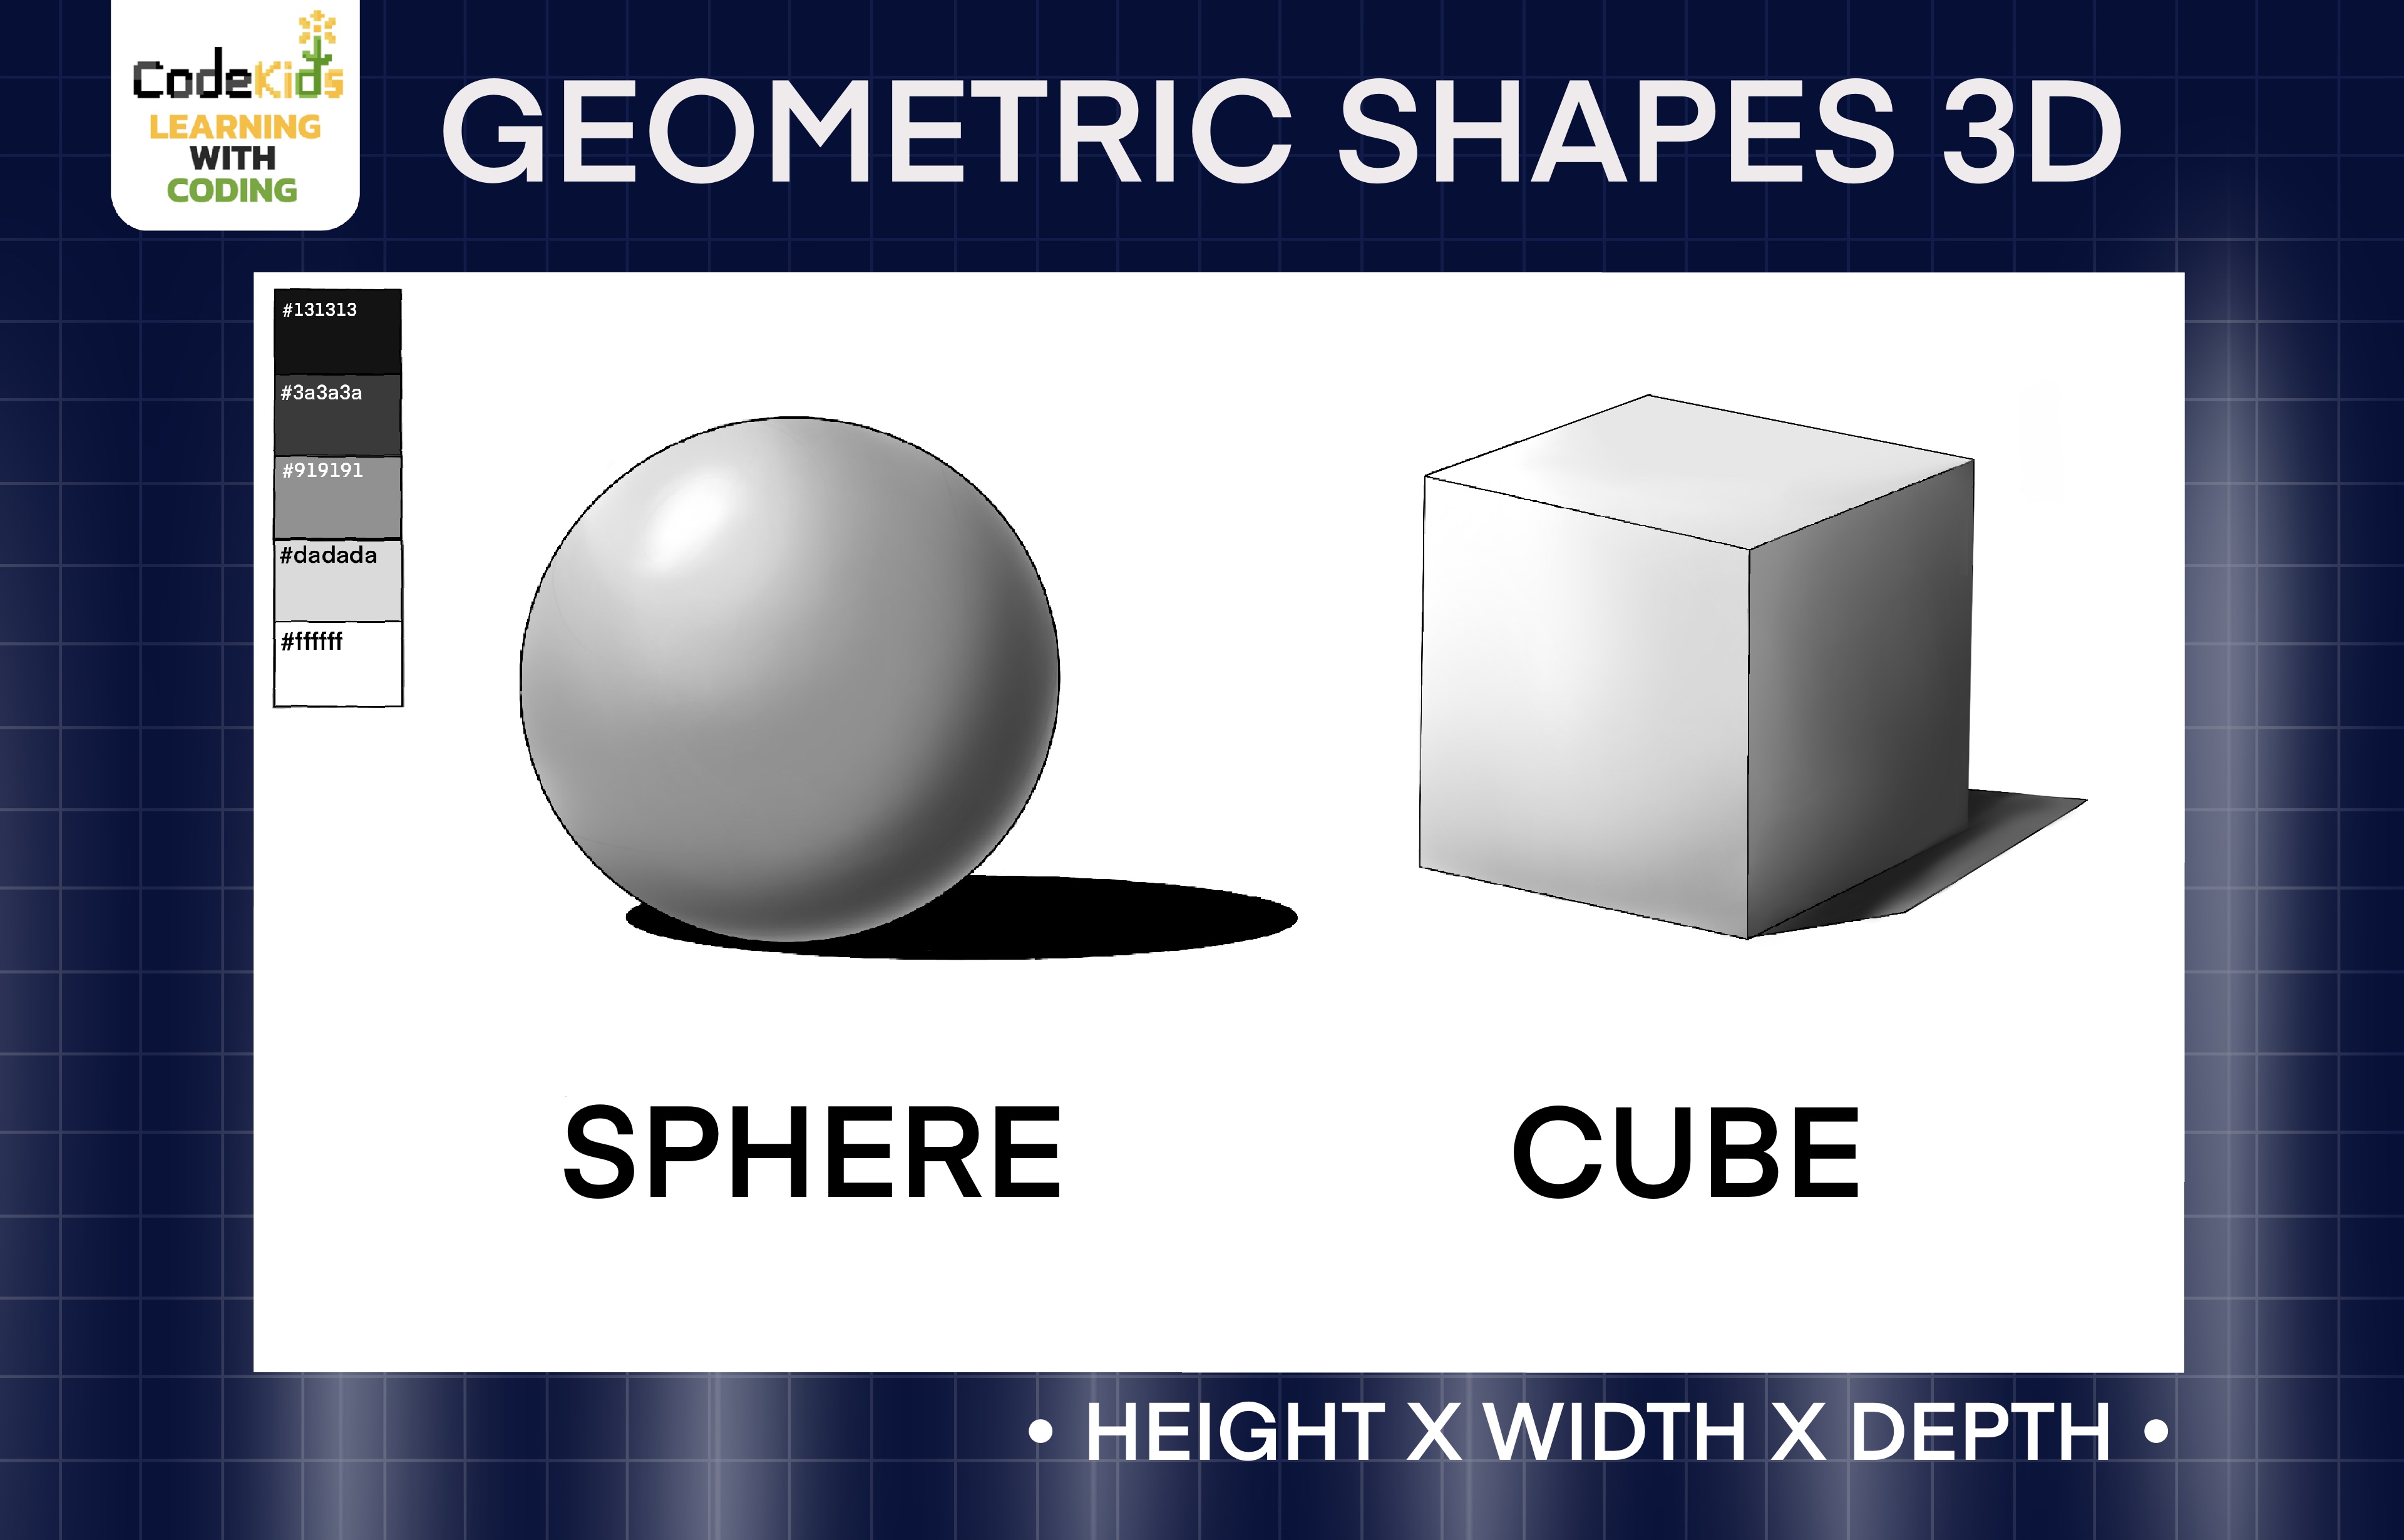 CodeKids
LEARNING
WITH
CODING
GEOMETRIC SHAPES 3D
#131313
#3a3a3a
#919191
#dadada
#ffffff
SPHERE
CUBE
• HEIGHT X WIDTH X DEPTH •